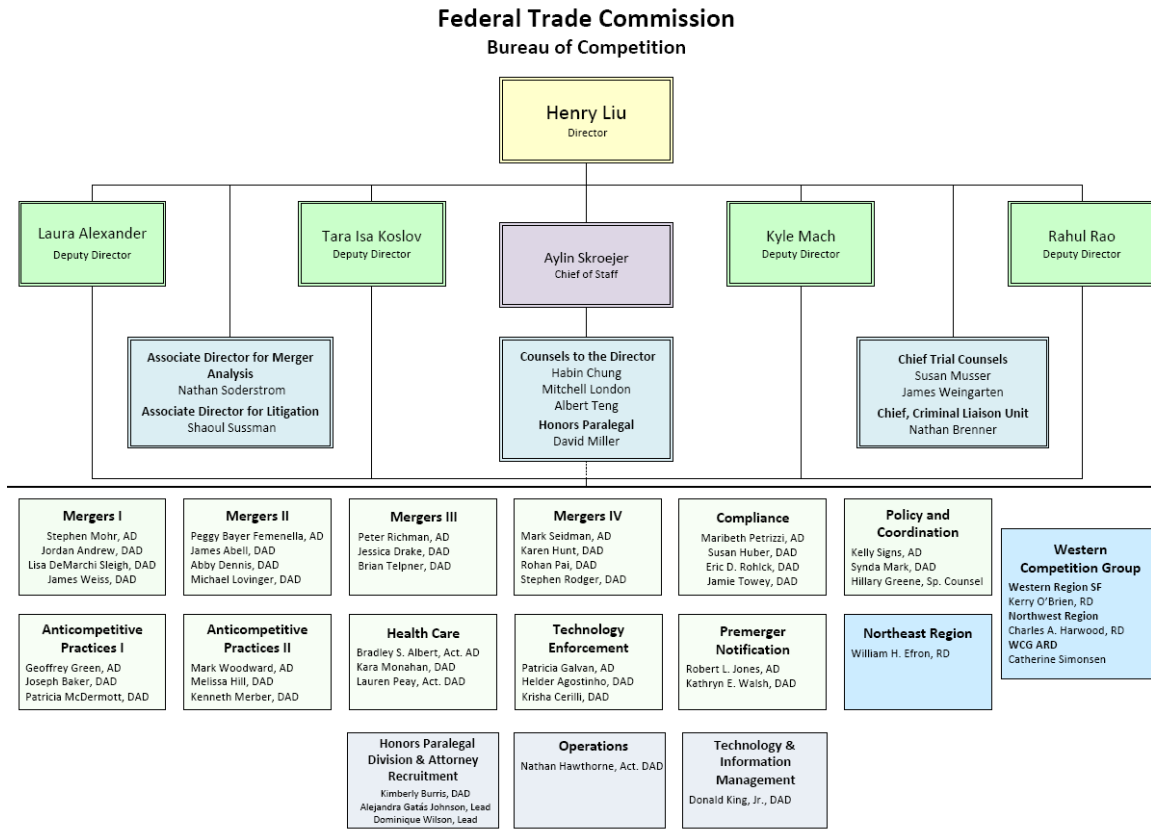 Federal Trade Commission
Bureau of Competition
Henry Liu
Director
Laura Alexander
Deputy Director
Tara Isa Koslov
Deputy Director
Aylin Skroejer
Chief of Staff
Kyle Mach
Deputy Director
Rahul Rao
Deputy Director
Associate Director for Merger
Analysis
Nathan Soderstrom
Associate Director for Litigation
Shaoul Sussman
Counsels to the Director
Habin Chung
Mitchell London
Albert Teng
Honors Paralegal
David Miller
Chief Trial Counsels
Susan Musser
James Weingarten
Chief, Criminal Liaison Unit
Nathan Brenner
Mergers I
Stephen Mohr, AD
Jordan Andrew, DAD
Lisa DeMarchi Sleigh, DAD
James Weiss, DAD
Mergers II
Peggy Bayer Femenella, AD
James Abell, DAD
Abby Dennis, DAD
Michael Lovinger, DAD
Mergers III
Peter Richman, AD
Jessica Drake, DAD
Brian Telpner, DAD
Mergers IV
Mark Seidman, AD
Karen Hunt, DAD
Rohan Pai, DAD
Stephen Rodger, DAD
Compliance
Maribeth Petrizzi, AD
Susan Huber, DAD
Eric D. Rohlck, DAD
Jamie Towey, DAD
Policy and
Coordination
Kelly Signs, AD
Synda Mark, DAD
Hillary Greene, Sp. Counsel
Western
Competition Group
Western Region SF
Kerry O’Brien, RD
Northwest Region
Charles A. Harwood, RD
WCG ARD
Catherine Simonsen
Anticompetitive
Practices I
Geoffrey Green, AD
Joseph Baker, DAD
Patricia McDermott, DAD
Anticompetitive
Practices II
Mark Woodward, AD
Melissa Hill, DAD
Kenneth Merber, DAD
Health Care
Bradley S. Albert, Act. AD
Kara Monahan, DAD
Lauren Peay, Act. DAD
Technology
Enforcement
Patricia Galvan, AD
Helder Agostinho, DAD
Krisha Cerilli, DAD
Premerger
Notification
Robert L. Jones, AD
Kathryn E. Walsh, DAD
Northeast Region
William H. Efron, RD
Honors Paralegal
Division & Attorney
Recruitment
Kimberly Burris, DAD
Alejandra Gatás Johnson, Lead
Dominique Wilson, Lead
Operations
Nathan Hawthorne, Act. DAD
Technology &
Information
Management
Donald King, Jr., DAD